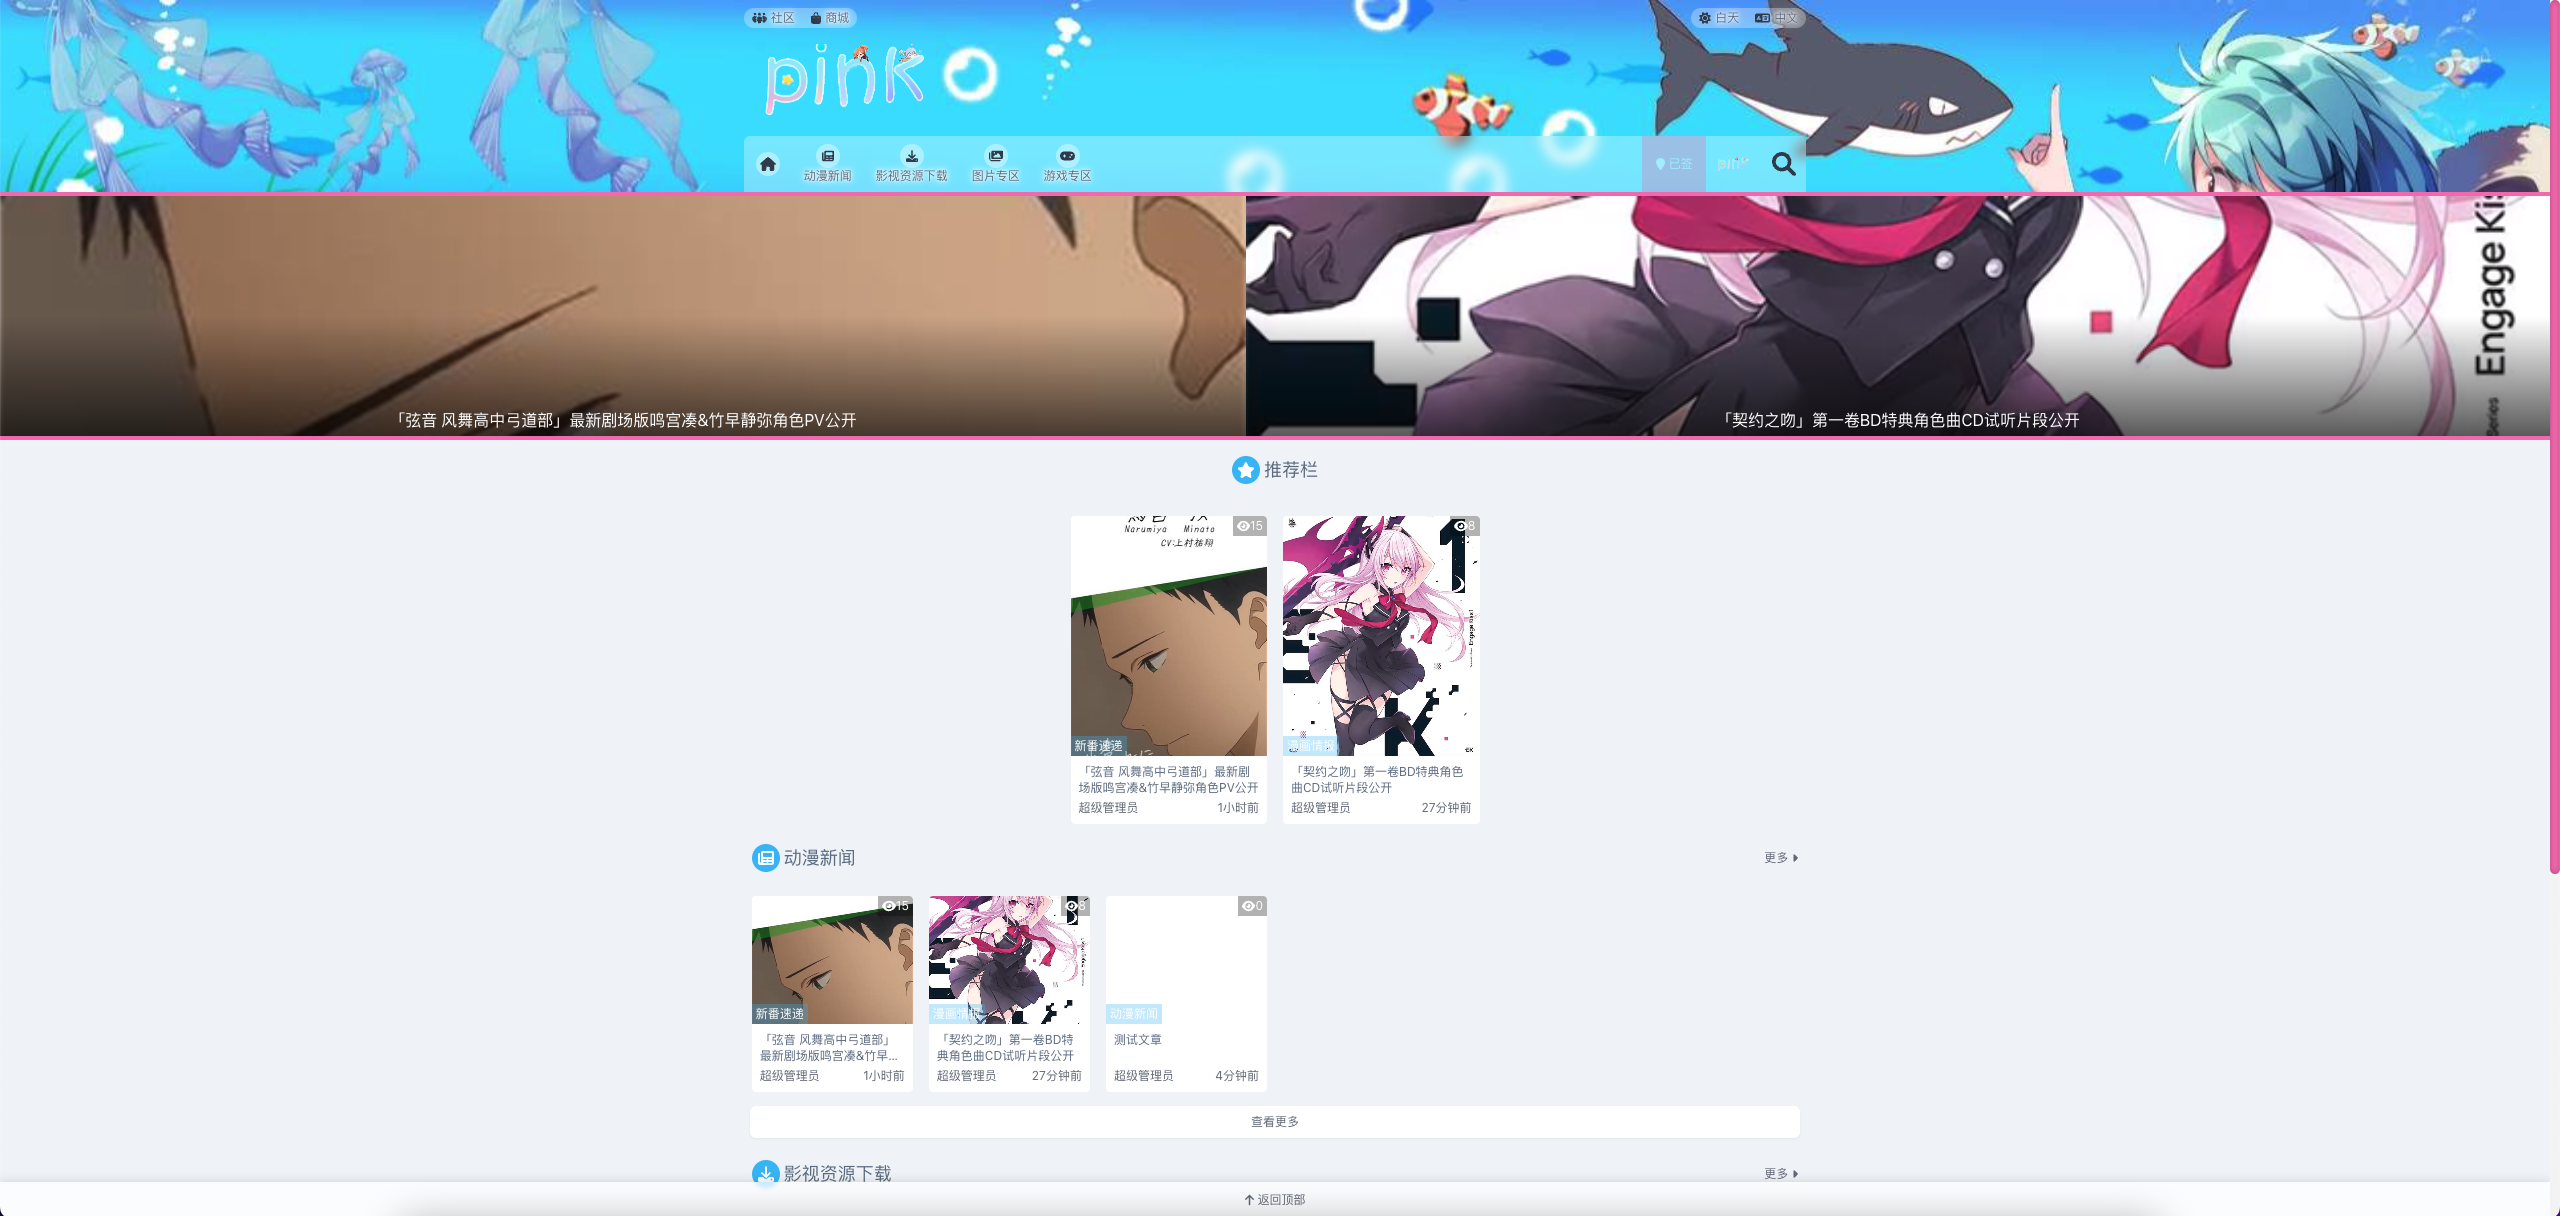 社区 商城 白天 中文
pink
动漫新闻 影视资源下载 图片专区 游戏专区 已签 pink
Engage Kis
Series
「弦音 风舞高中弓道部」最新剧场版鸣宫凑&竹早静弥角色PV公开
「契约之吻」第一卷BD特典角色曲CD试听片段公开
推荐栏
Narumiya Minato
CV:上村祐翔
15
新番速递
「弦音 风舞高中弓道部」最新剧
场版鸣宫凑&竹早静弥角色PV公开
超级管理员 1小时前
8
漫画情报
「契约之吻」第一卷BD特典角色
曲CD试听片段公开
超级管理员 27分钟前
动漫新闻 更多
15
新番速递
「弦音 风舞高中弓道部」
最新剧场版鸣宫凑&竹早...
超级管理员 1小时前
8
漫画情报
「契约之吻」第一卷BD特
典角色曲CD试听片段公开
超级管理员 27分钟前
0
动漫新闻
测试文章
超级管理员 4分钟前
查看更多
影视资源下载 更多
返回顶部